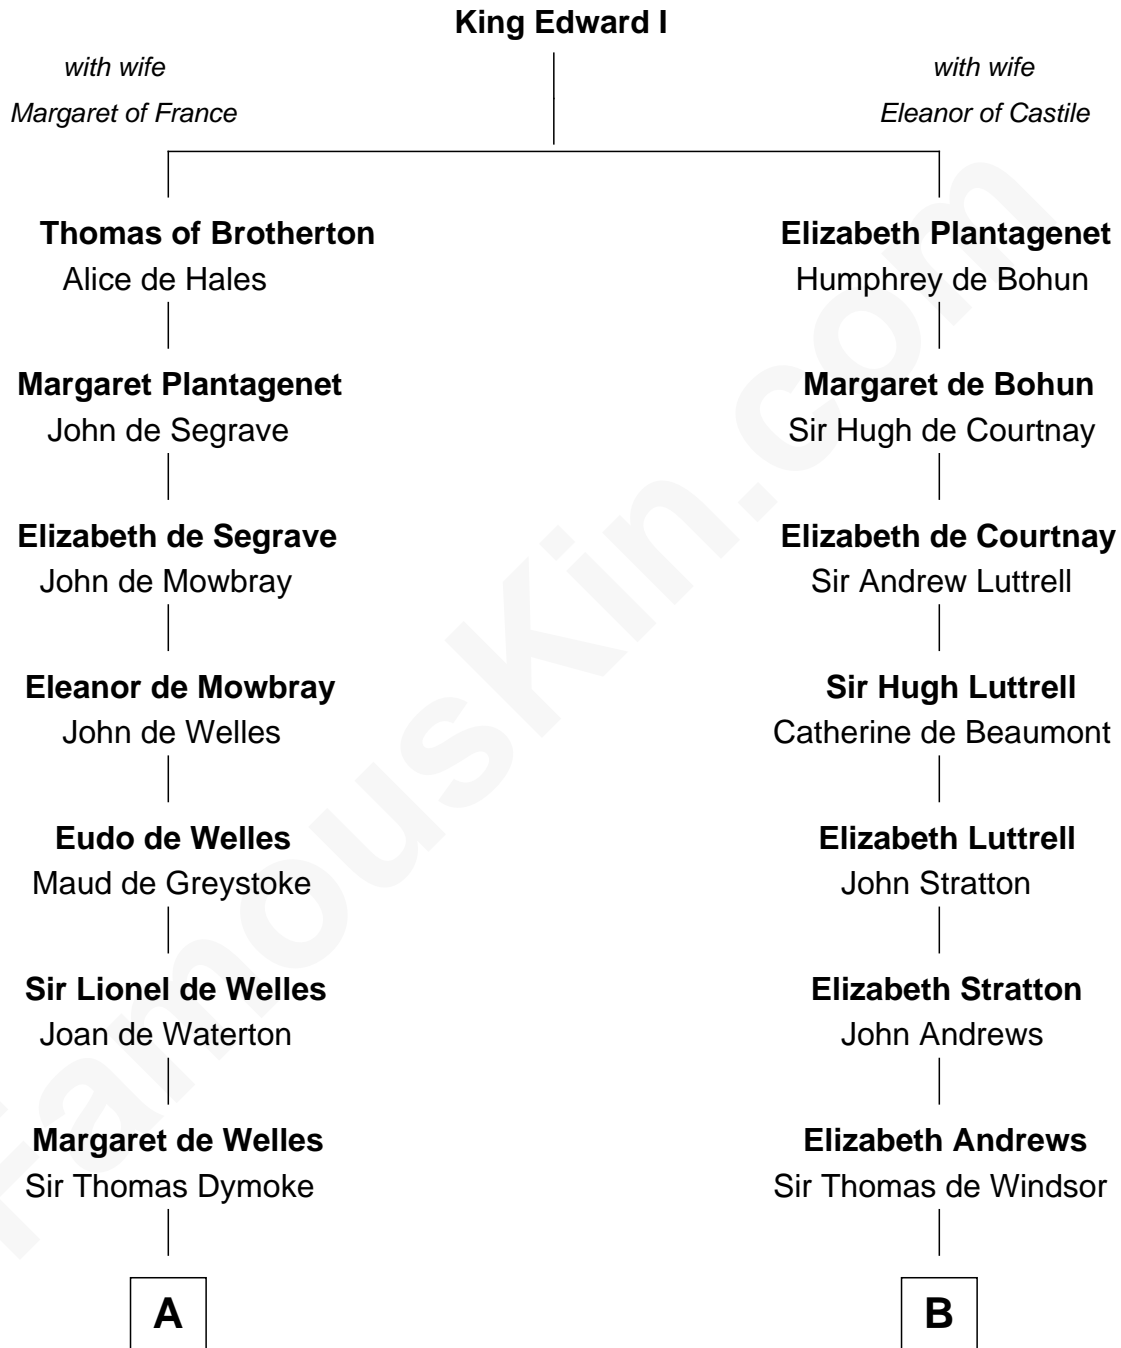 King Edward I
with wife
Margaret of France
with wife
Eleanor of Castile
Thomas of Brotherton
Alice de Hales
Elizabeth Plantagenet
Humphrey de Bohun
Margaret Plantagenet
John de Segrave
Margaret de Bohun
Sir Hugh de Courtnay
Elizabeth de Segrave
John de Mowbray
Elizabeth de Courtnay
Sir Andrew Luttrell
Eleanor de Mowbray
John de Welles
Sir Hugh Luttrell
Catherine de Beaumont
Eudo de Welles
Maud de Greystoke
Elizabeth Luttrell
John Stratton
Sir Lionel de Welles
Joan de Waterton
Elizabeth Stratton
John Andrews
Margaret de Welles
Sir Thomas Dymoke
Elizabeth Andrews
Sir Thomas de Windsor
A
B
FamousKin.com